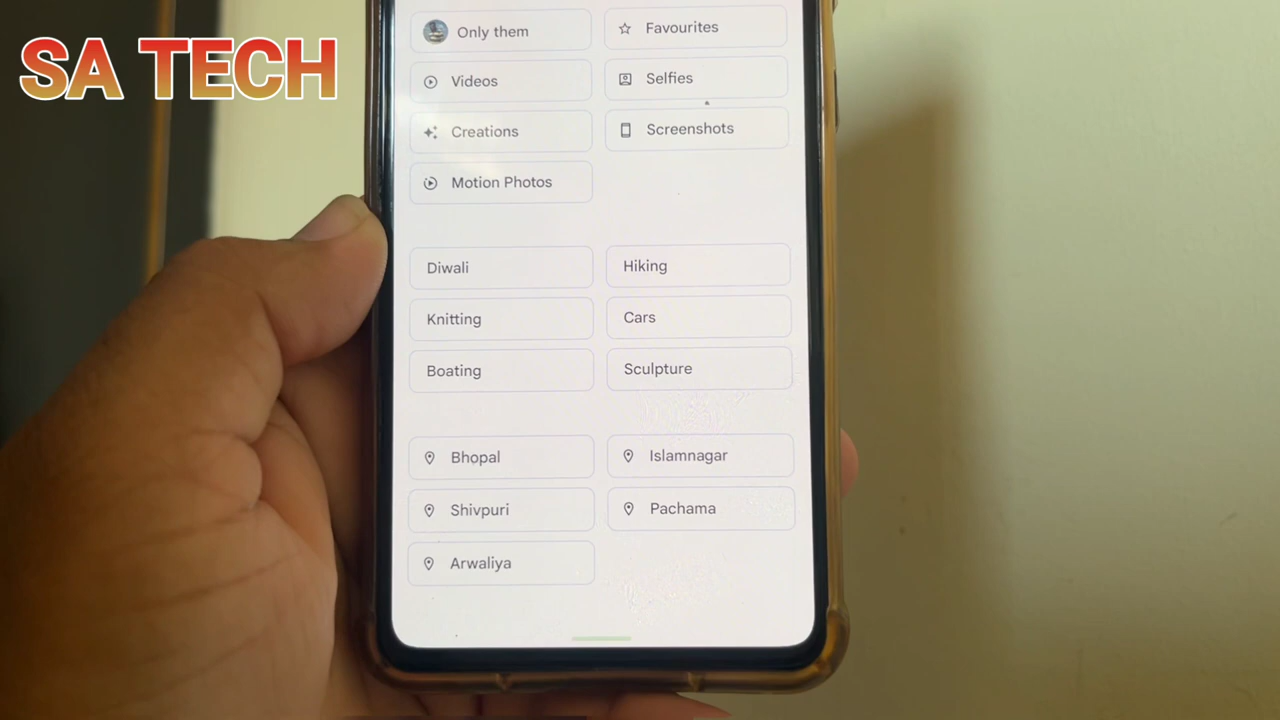 SA TECH
Only them
Favourites
Videos
Selfies
Creations
Screenshots
Motion Photos
Diwali
Hiking
Knitting
Cars
Boating
Sculpture
Bhopal
Islamnagar
Shivpuri
Pachama
Arwaliya